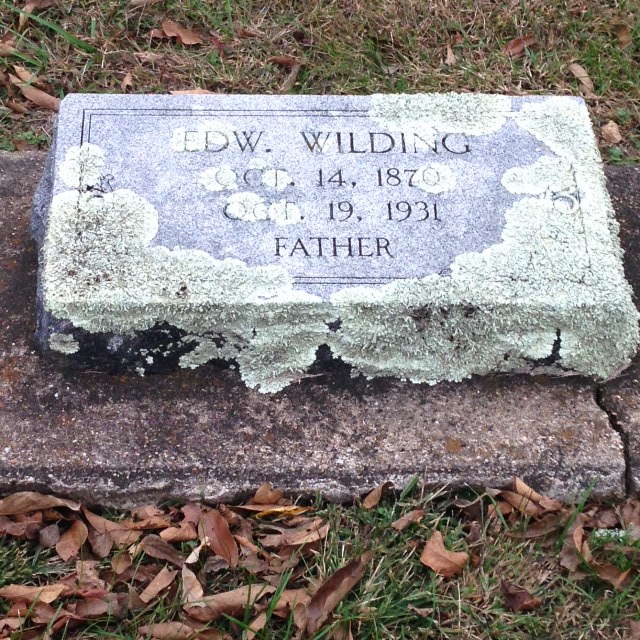 EDW. WILDING
OCT. 14, 1870
OCT. 19, 1931
FATHER